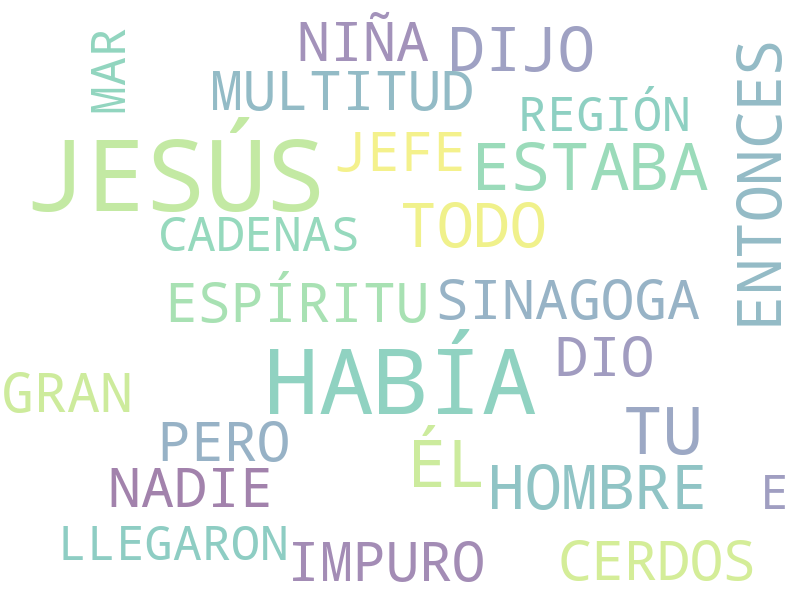 NIÑA
DIJO
MAR
MULTITUD
REGIÓN
ENTONCES
JESÚS
JEFE
ESTABA
CADENAS
TODO
ESPÍRITU
SINAGOGA
HABÍA
DIO
GRAN
TU
PERO
ÉL
NADIE
HOMBRE
E
LLEGARON
IMPURO
CERDOS